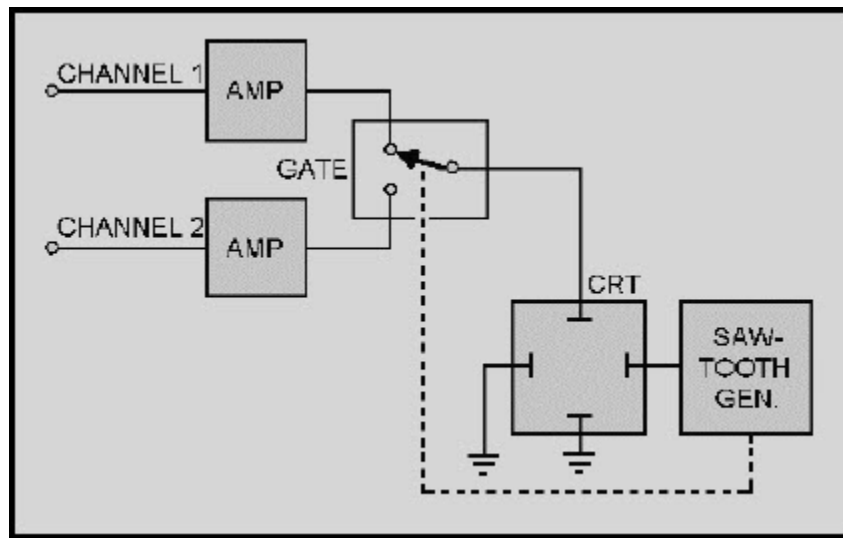 CHANNEL 1
AMP
GATE
CHANNEL 2
AMP
CRT
SAW-
TOOTH
GEN.